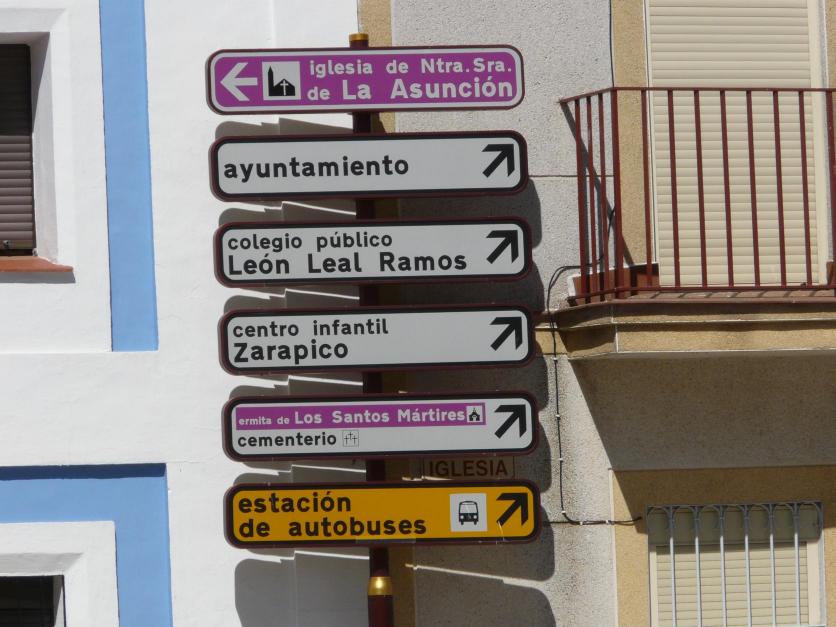 iglesia de Ntra. Sra.
de La Asunción
ayuntamiento
colegio público
León Leal Ramos
centro infantil
Zarapico
ermita de Los Santos Mártires
cementerio
IGLESIA
estación
de autobuses